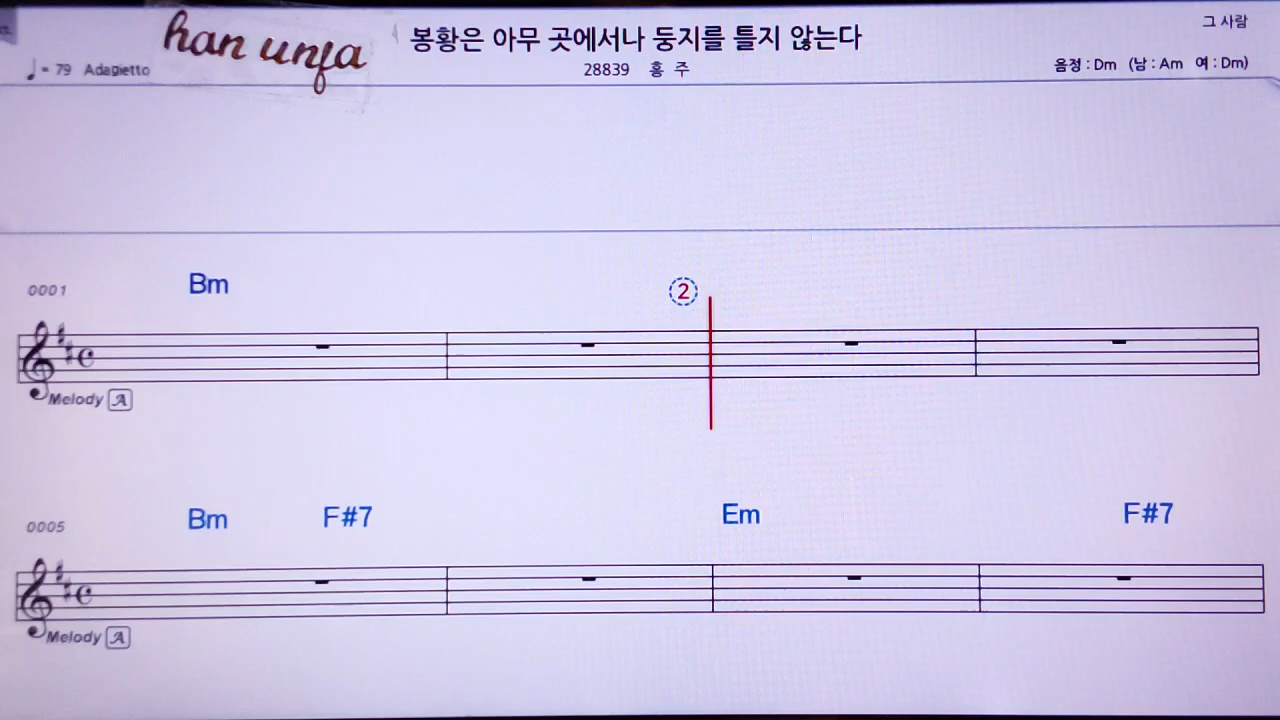 han unfa
봉황은 아무 곳에서나 둥지를 틀지 않는다
그 사람
♩= 79 Adagietto
28839 홍 주
음정 : Dm (남 : Am 여 : Dm)
0001 Bm ②
Melody A
0005 Bm F#7 Em F#7
Melody A